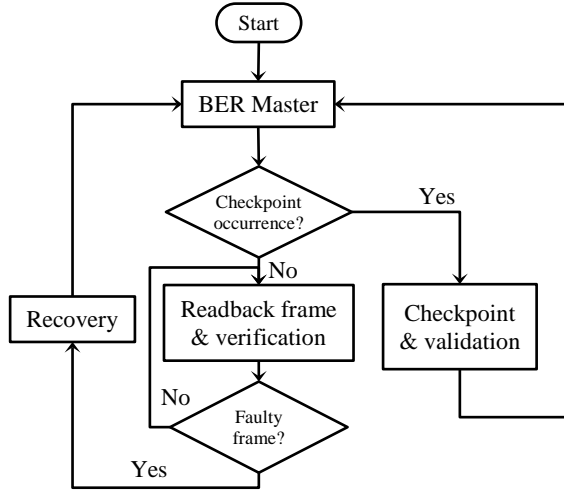 Start
BER Master
Checkpoint
occurrence?
Yes
No
Readback frame
& verification
Recovery
Checkpoint
& validation
No
Faulty
frame?
Yes